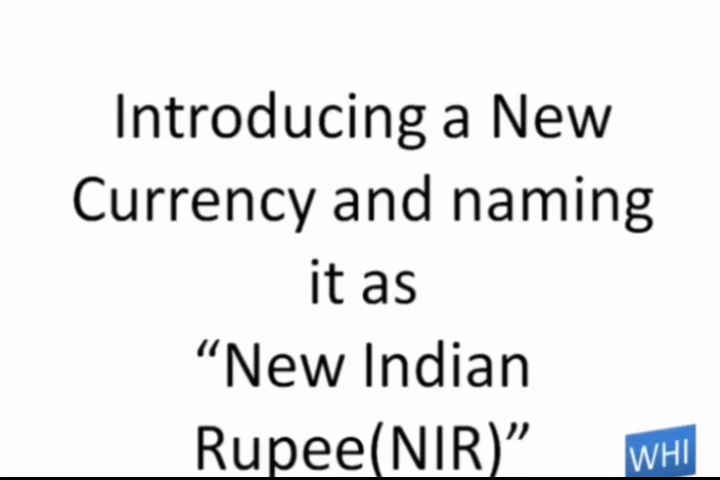 Introducing a New
Currency and naming
it as
“New Indian
Rupee(NIR)”
WHI